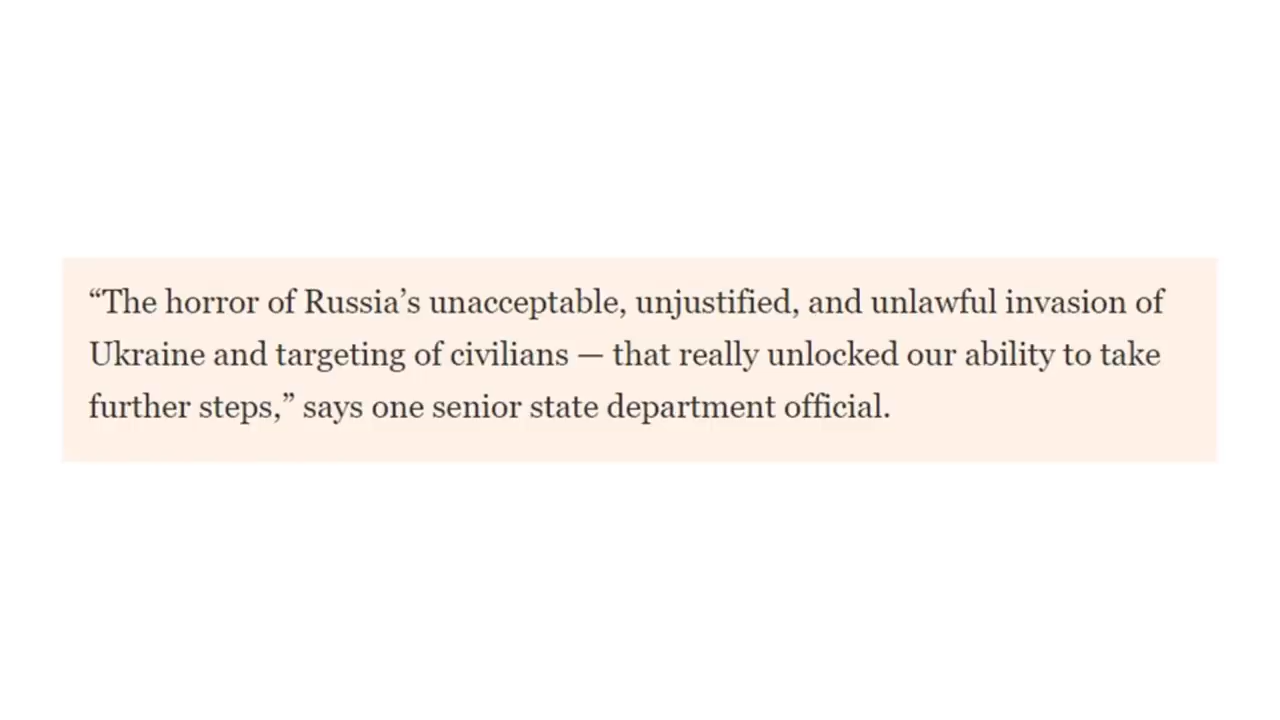 “The horror of Russia’s unacceptable, unjustified, and unlawful invasion of
Ukraine and targeting of civilians — that really unlocked our ability to take
further steps,” says one senior state department official.